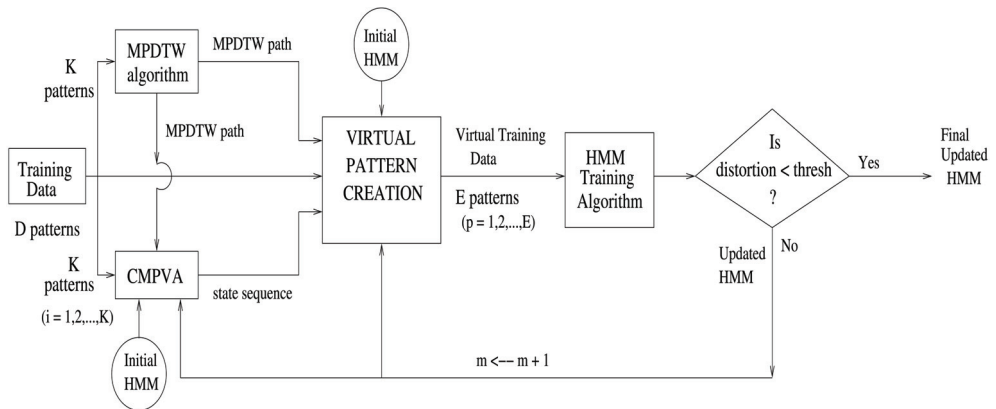 MPDTW
algorithm
MPDTW path
Initial
HMM
K
patterns
MPDTW path
Training
Data
D patterns
VIRTUAL
PATTERN
CREATION
Virtual Training
Data
E patterns
(p = 1,2,...,E)
HMM
Training
Algorithm
Is
distortion < thresh
?
Yes
Final
Updated
HMM
No
Updated
HMM
K
patterns
(i = 1,2,...,K)
CMPVA
state sequence
Initial
HMM
m <-- m + 1